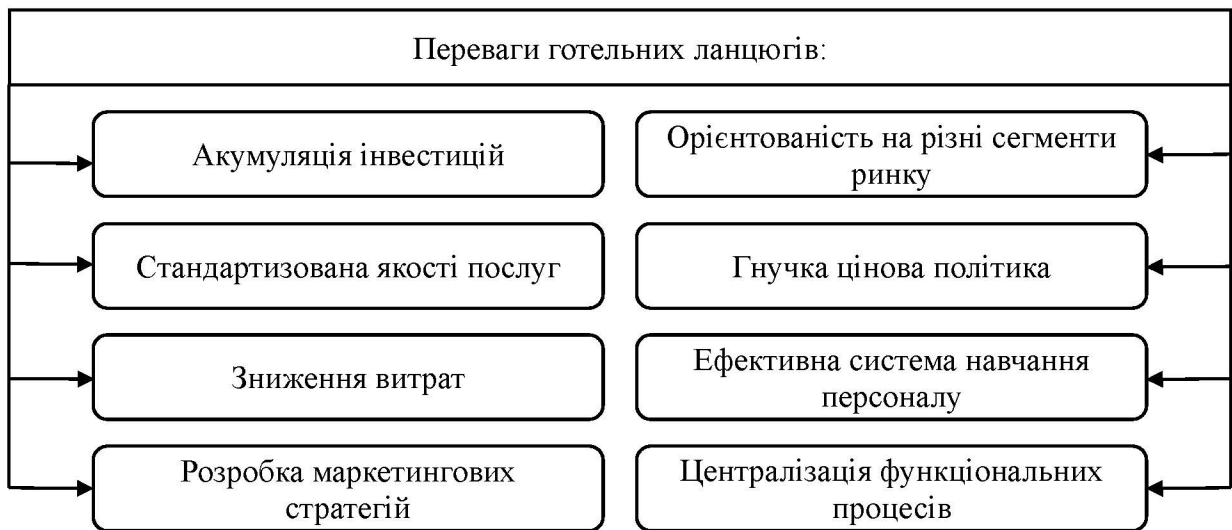 Переваги готельних ланцюгів:
Акумуляція інвестицій
Орієнтованість на різні сегменти
ринку
Стандартизована якості послуг
Гнучка цінова політика
Зниження витрат
Ефективна система навчання
персоналу
Розробка маркетингових
стратегій
Централізація функціональних
процесів